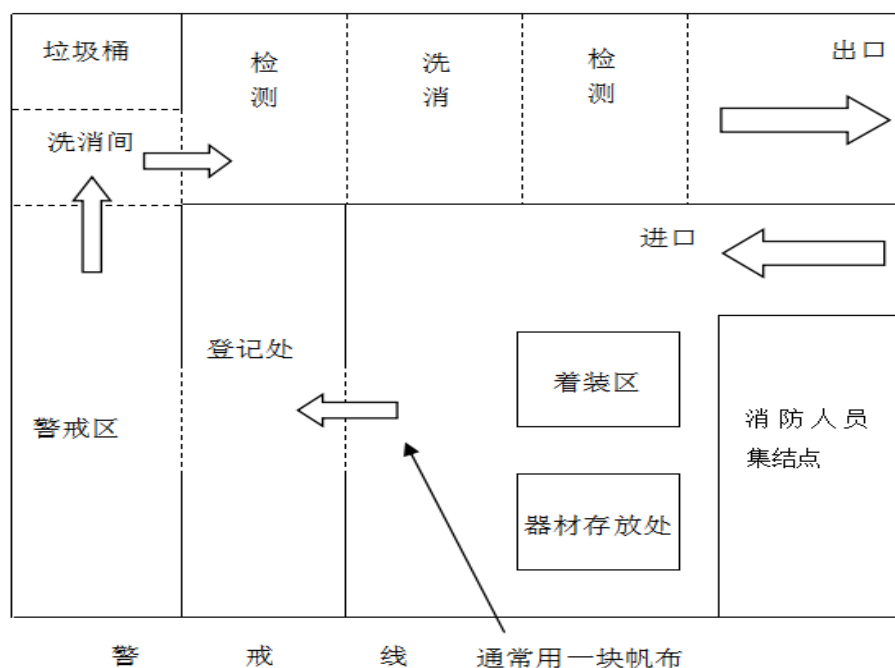 垃圾桶
检测
洗消
检测
出口
洗消间
进口
登记处
着装区
警戒区
消防人员
集结点
器材存放处
警戒线
通常用一块帆布